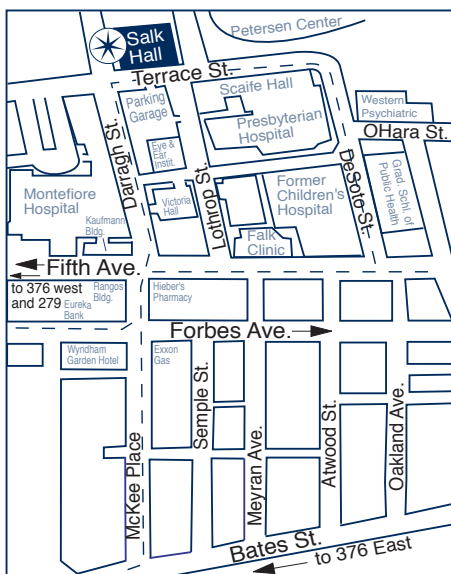 Salk
Hall
Petersen Center
Terrace St.
Parking
Garage
Scaife Hall
Western
Psychiatric
Presbyterian
Hospital
OHara St.
Darragh St.
Eye &
Ear
Instit.
Lothrop St.
DeSoto St.
Grad. Schl. of
Public Health
Montefiore
Hospital
Victoria
Hall
Former
Children's
Hospital
Kaufmann
Bldg.
Falk
Clinic
Fifth Ave.
to 376 west
and 279
Rangos
Bldg.
Eureka
Bank
Hieber's
Pharmacy
Forbes Ave.
Wyndham
Garden Hotel
Exxon
Gas
Semple St.
McKee Place
Meyran Ave.
Atwood St.
Oakland Ave.
Bates St.
to 376 East